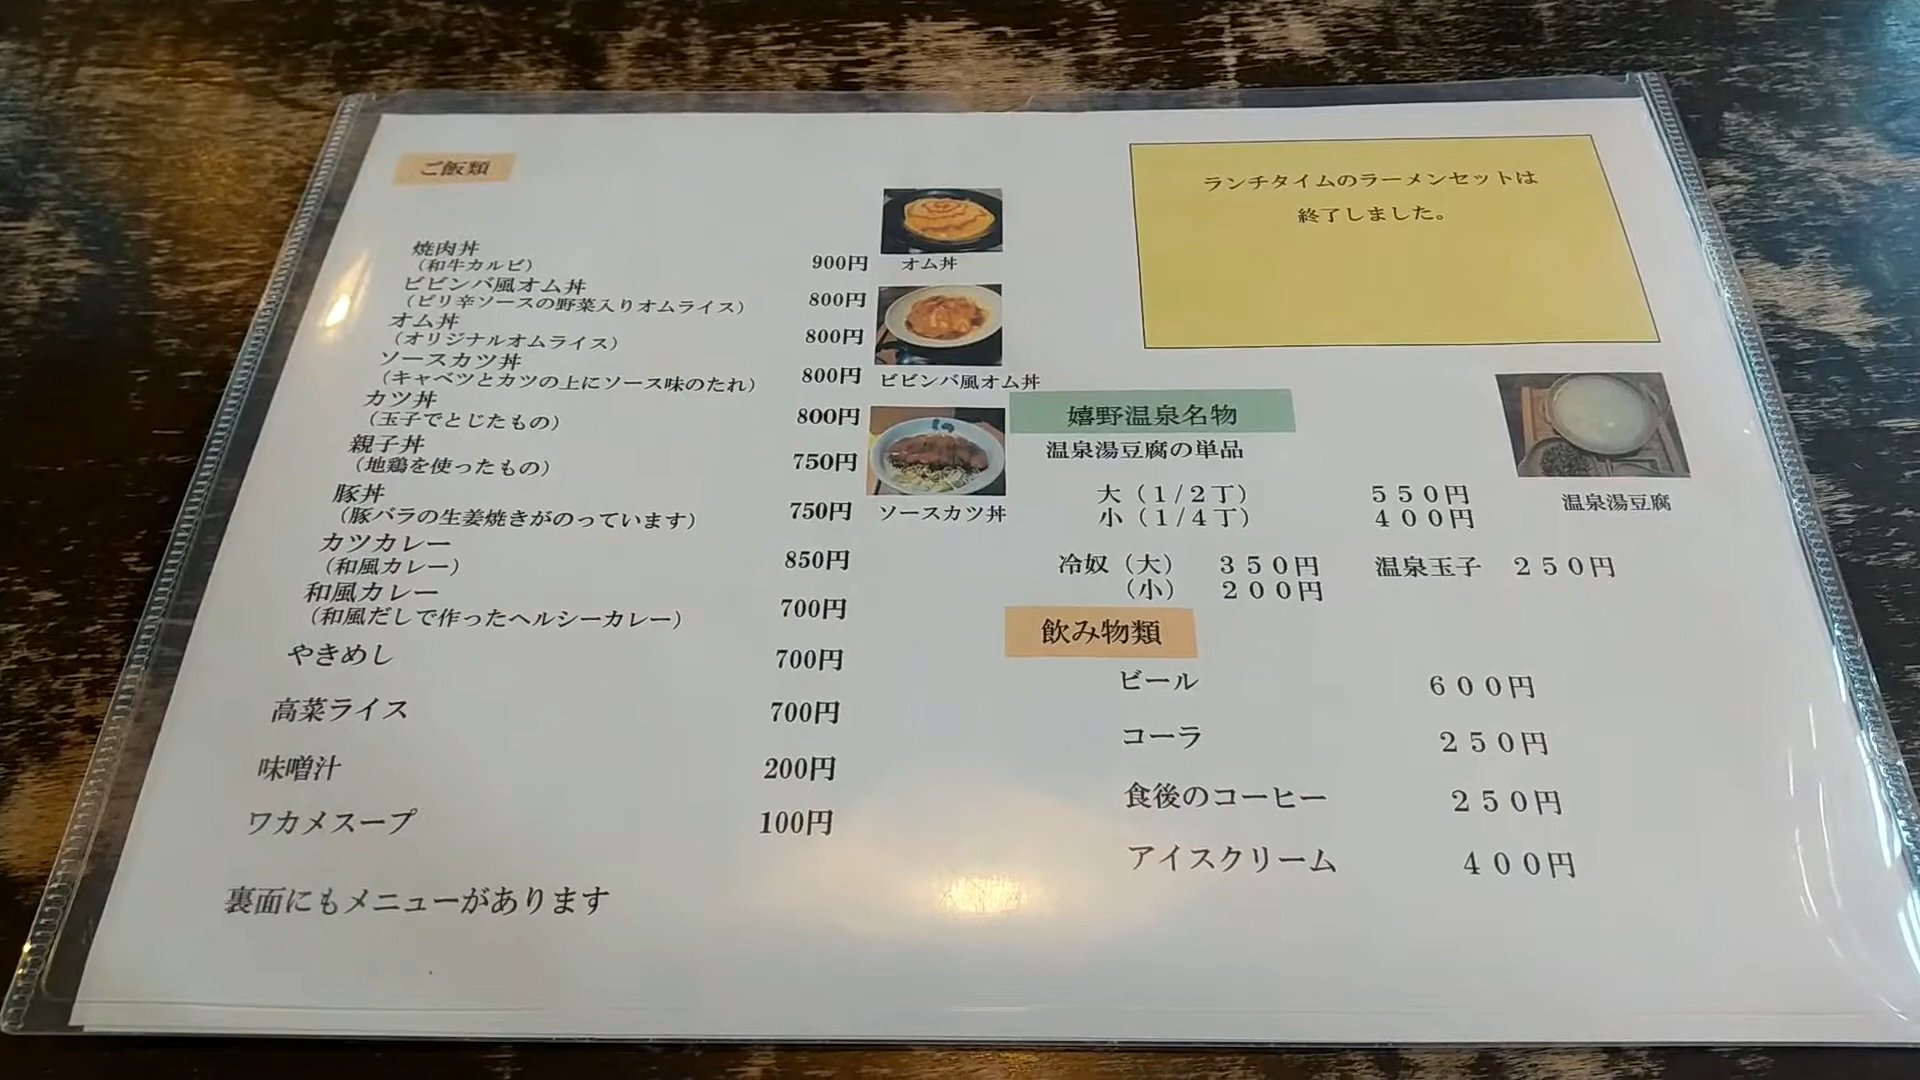 ご飯類
焼肉丼 900円
（和牛カルビ）
ビビンバ風オム丼 800円
（ピリ辛ソースの野菜入りオムライス）
オム丼 800円
（オリジナルオムライス）
ソースカツ丼 800円
（キャベツとカツの上にソース味のたれ）
カツ丼 800円
（玉子でとじたもの）
親子丼 750円
（地鶏を使ったもの）
豚丼 750円
（豚バラの生姜焼きがのっています）
カツカレー 850円
（和風カレー）
和風カレー 700円
（和風だしで作ったヘルシーカレー）
やきめし 700円
高菜ライス 700円
味噌汁 200円
ワカメスープ 100円
裏面にもメニューがあります
オム丼
ビビンバ風オム丼
ソースカツ丼
ランチタイムのラーメンセットは
終了しました。
嬉野温泉名物
温泉湯豆腐の単品
大（１/２丁） ５５０円
小（１/４丁） ４００円
温泉湯豆腐
冷奴（大） ３５０円 温泉玉子 ２５０円
（小） ２００円
飲み物類
ビール ６００円
コーラ ２５０円
食後のコーヒー ２５０円
アイスクリーム ４００円